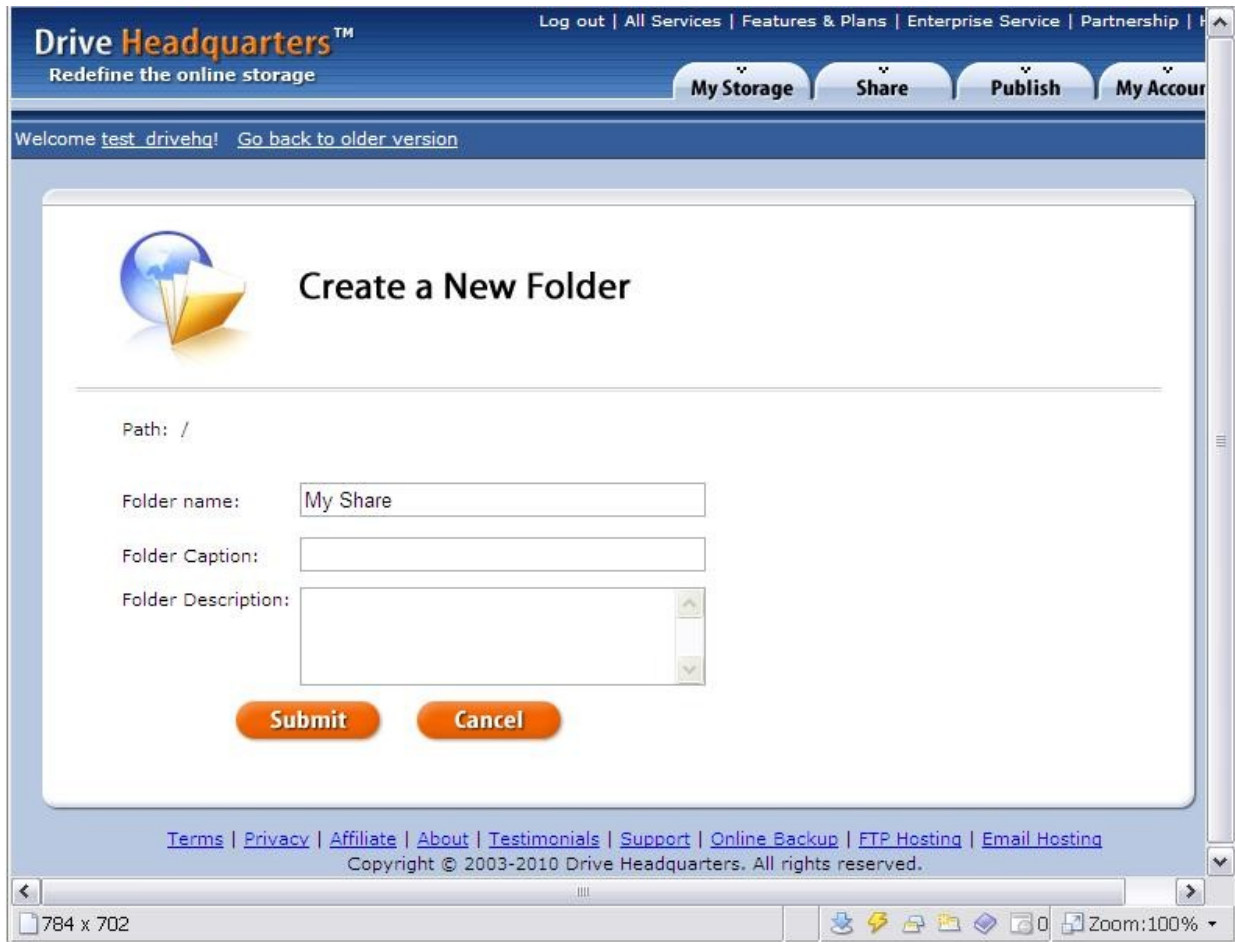 Log out | All Services | Features & Plans | Enterprise Service | Partnership |
Drive Headquarters™
Redefine the online storage
My Storage Share Publish My Accour
Welcome test_drivehq! Go back to older version
Create a New Folder
Path: /
Folder name: My Share
Folder Caption:
Folder Description:
Submit Cancel
Terms | Privacy | Affiliate | About | Testimonials | Support | Online Backup | FTP Hosting | Email Hosting
Copyright © 2003-2010 Drive Headquarters. All rights reserved.
784 x 702 0 Zoom:100%